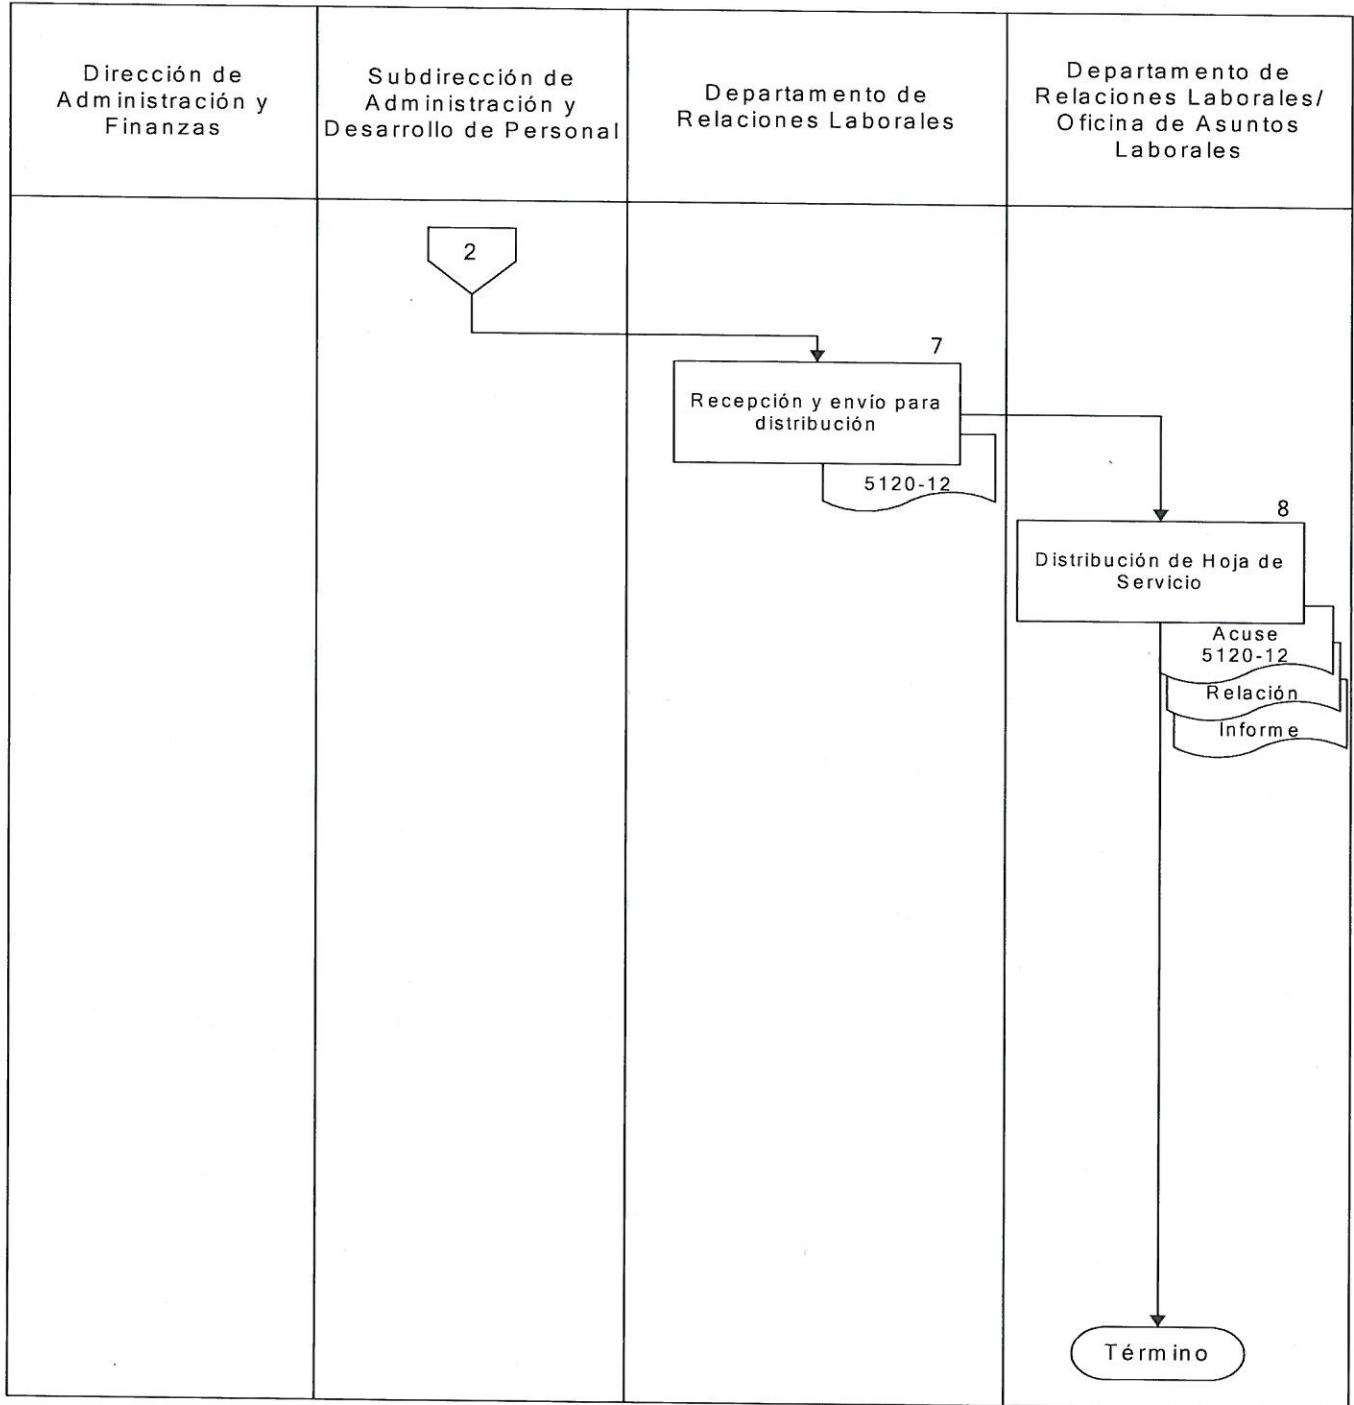 Dirección de
Administración y
Finanzas
Subdirección de
Administración y
Desarrollo de Personal
Departamento de
Relaciones Laborales
Departamento de
Relaciones Laborales/
Oficina de Asuntos
Laborales
2
7
Recepción y envío para
distribución
5120-12
8
Distribución de Hoja de
Servicio
Acuse
5120-12
Relación
Informe
Término